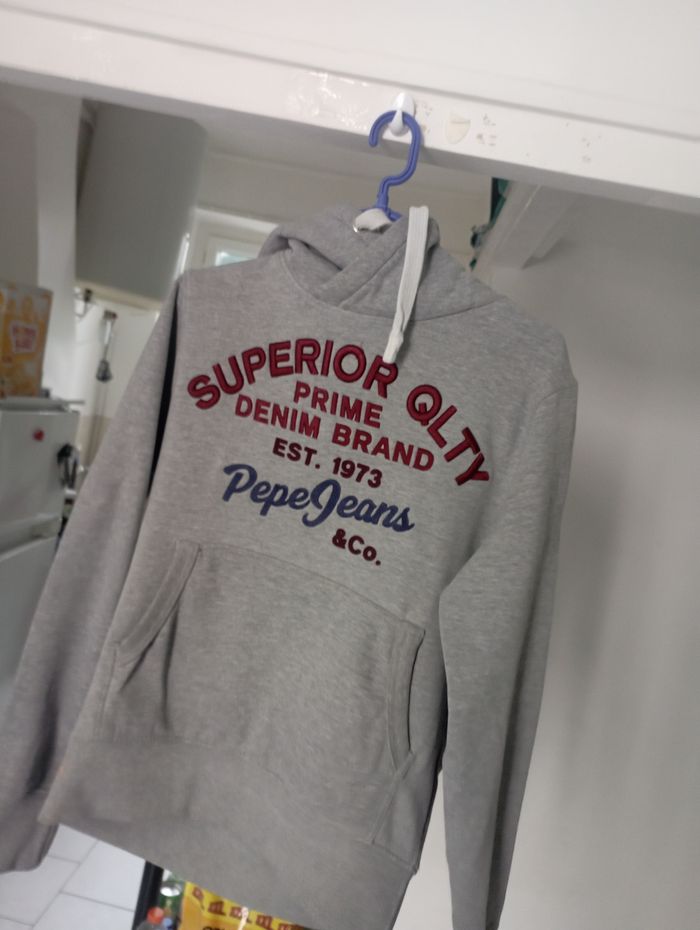 SUPERIOR QLTY
PRIME
DENIM BRAND
EST. 1973
PepeJeans
&Co.